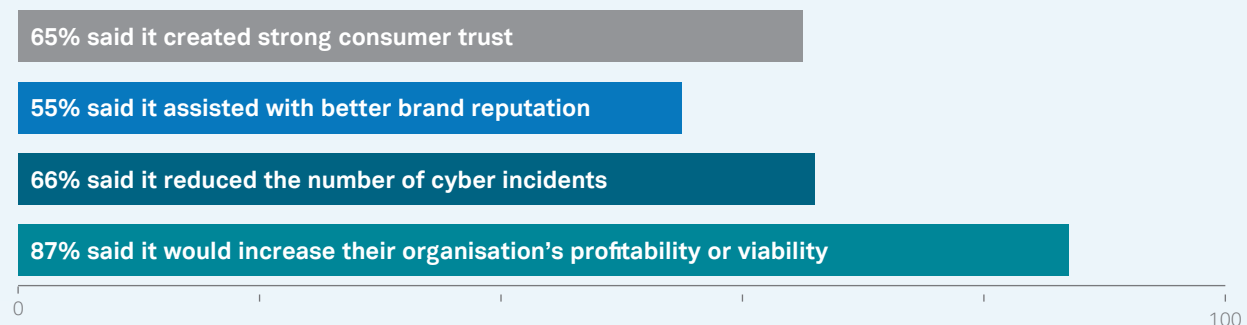 65% said it created strong consumer trust
55% said it assisted with better brand reputation
66% said it reduced the number of cyber incidents
87% said it would increase their organisation’s profitability or viability
0
100